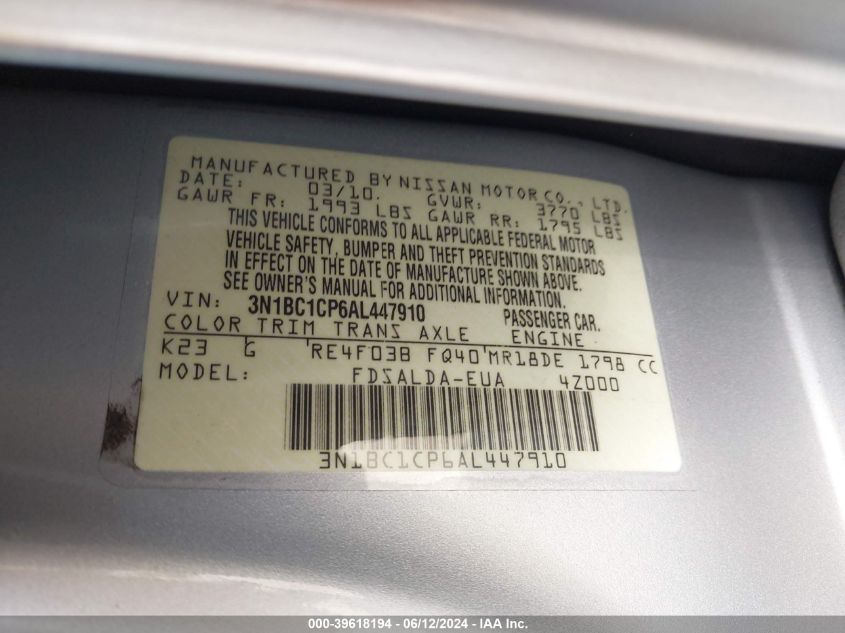 MANUFACTURED BY NISSAN MOTOR CO., LTD.
DATE: 03/10. GVWR: 3770 LBS
GAWR FR: 1993 LBS GAWR RR: 1795 LBS
THIS VEHICLE CONFORMS TO ALL APPLICABLE FEDERAL MOTOR
VEHICLE SAFETY, BUMPER AND THEFT PREVENTION STANDARDS
IN EFFECT ON THE DATE OF MANUFACTURE SHOWN ABOVE.
SEE OWNER'S MANUAL FOR ADDITIONAL INFORMATION.
VIN: 3N1BC1CP6AL447910 PASSENGER CAR.
COLOR TRIM TRANS AXLE ENGINE
K23 G RE4F03B FQ40 MR18DE 1798 CC
MODEL: FDSALDA-EUA 4Z000
3N1BC1CP6AL447910
000-39618194 - 06/12/2024 - IAA Inc.